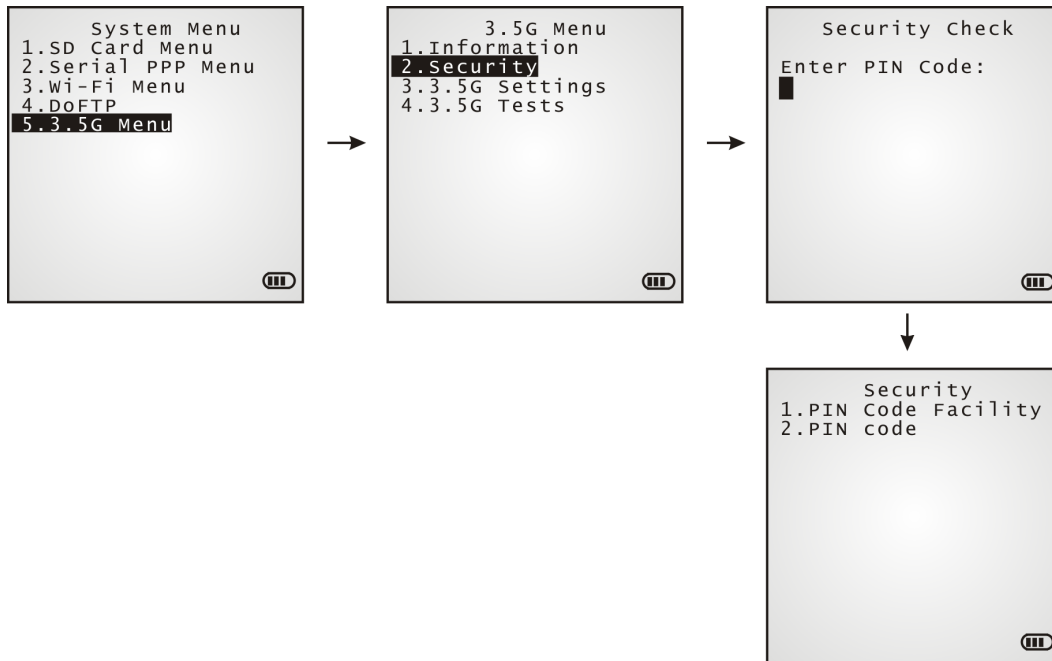 System Menu
1.SD Card Menu
2.Serial PPP Menu
3.Wi-Fi Menu
4.DoFTP
5.3.5G Menu
3.5G Menu
1.Information
2.Security
3.3.5G Settings
4.3.5G Tests
Security Check
Enter PIN Code:
Security
1.PIN Code Facility
2.PIN code